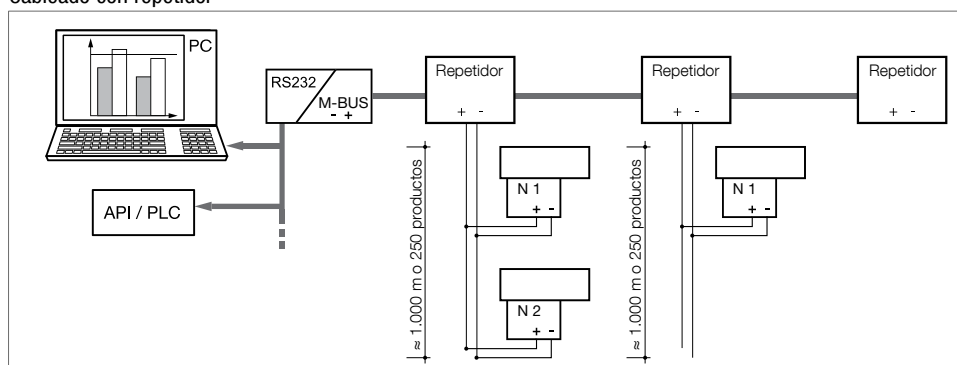 Cableado con repetidor
PC
RS232
M-BUS
- +
API / PLC
Repetidor
+ -
≈ 1.000 m o 250 productos
N 1
+ -
N 2
+ -
Repetidor
+ -
≈ 1.000 m o 250 productos
N 1
+ -
Repetidor
+ -